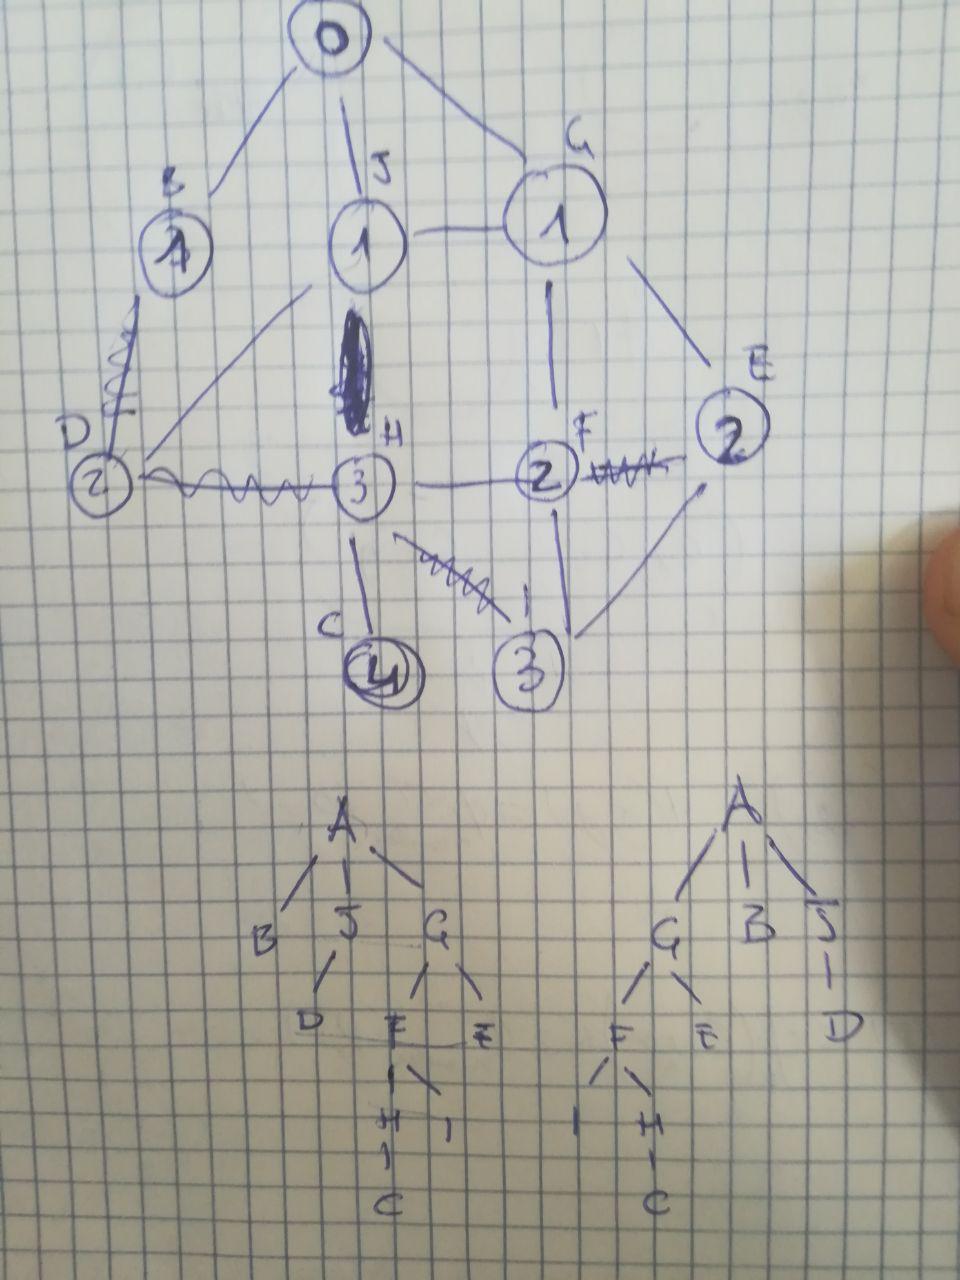 0
G
B J
1 1 1
E
D H F 2
2 3 2
C I
4 3
A A
B J G G B J
D F E F E D
H I I H
C C